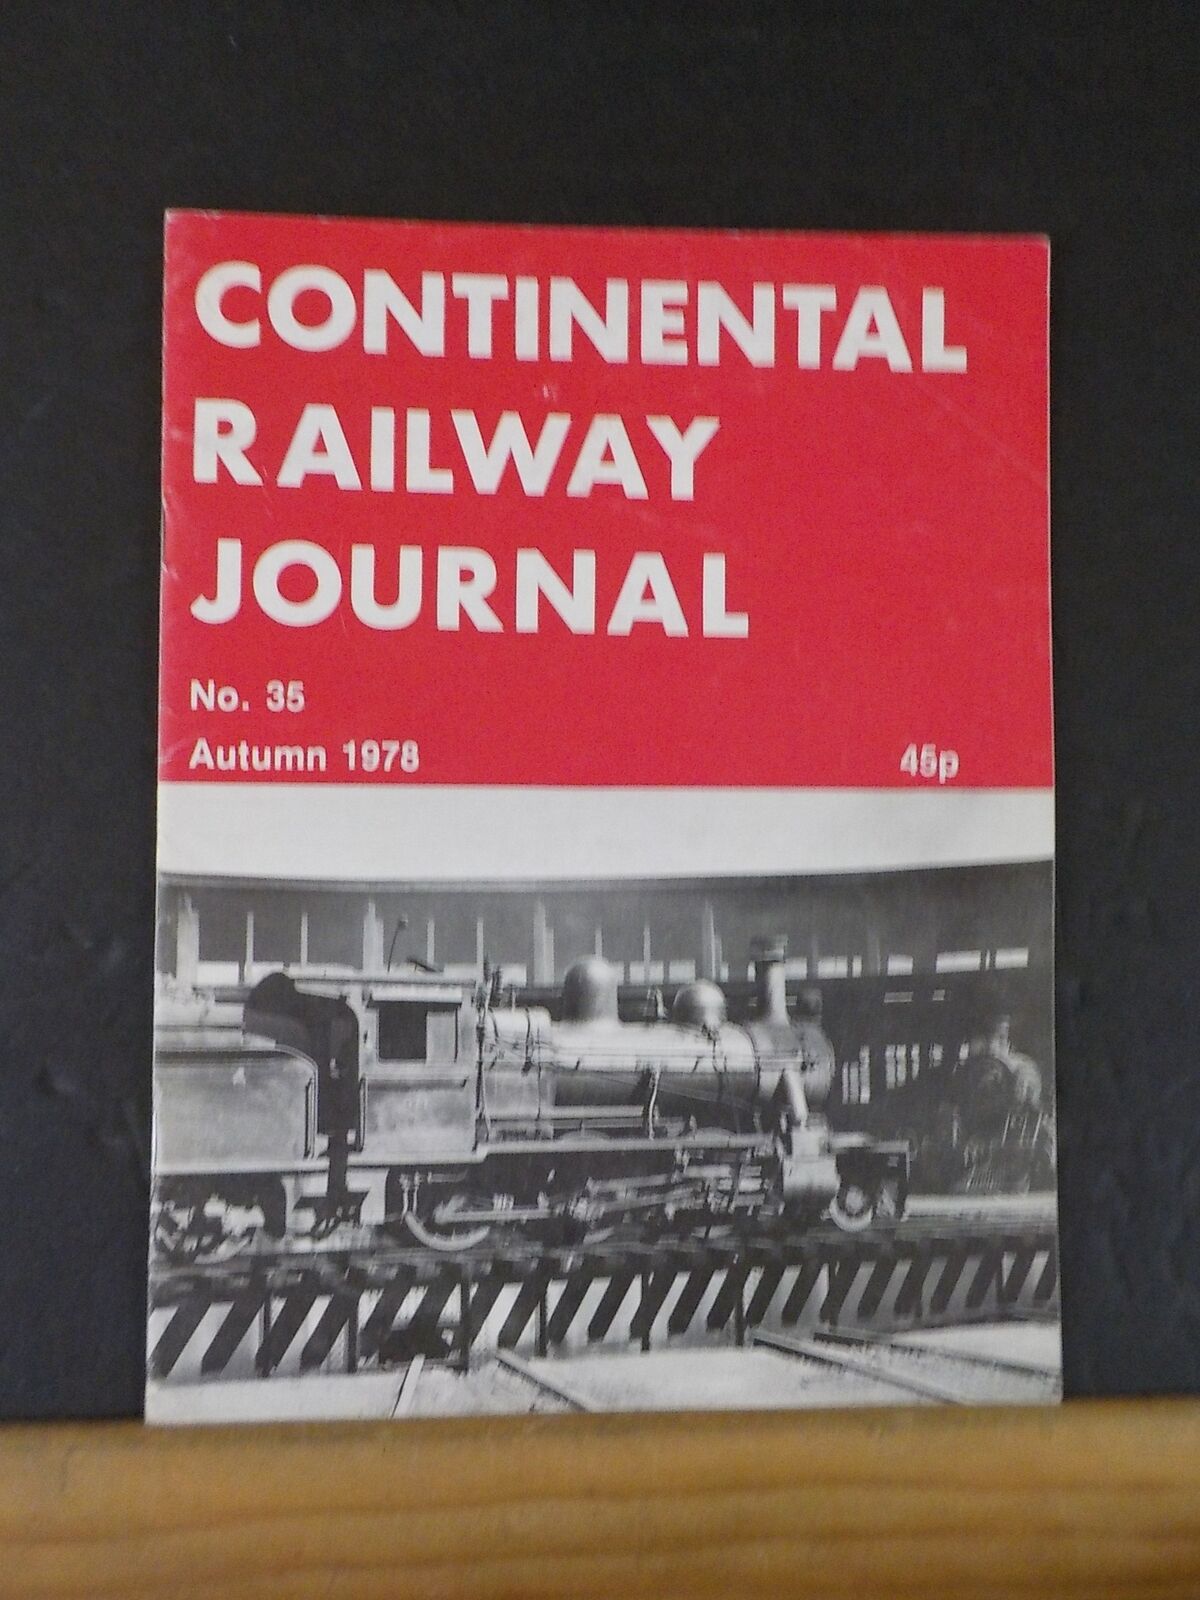 CONTINENTAL
RAILWAY
JOURNAL
No. 35
Autumn 1978
45p